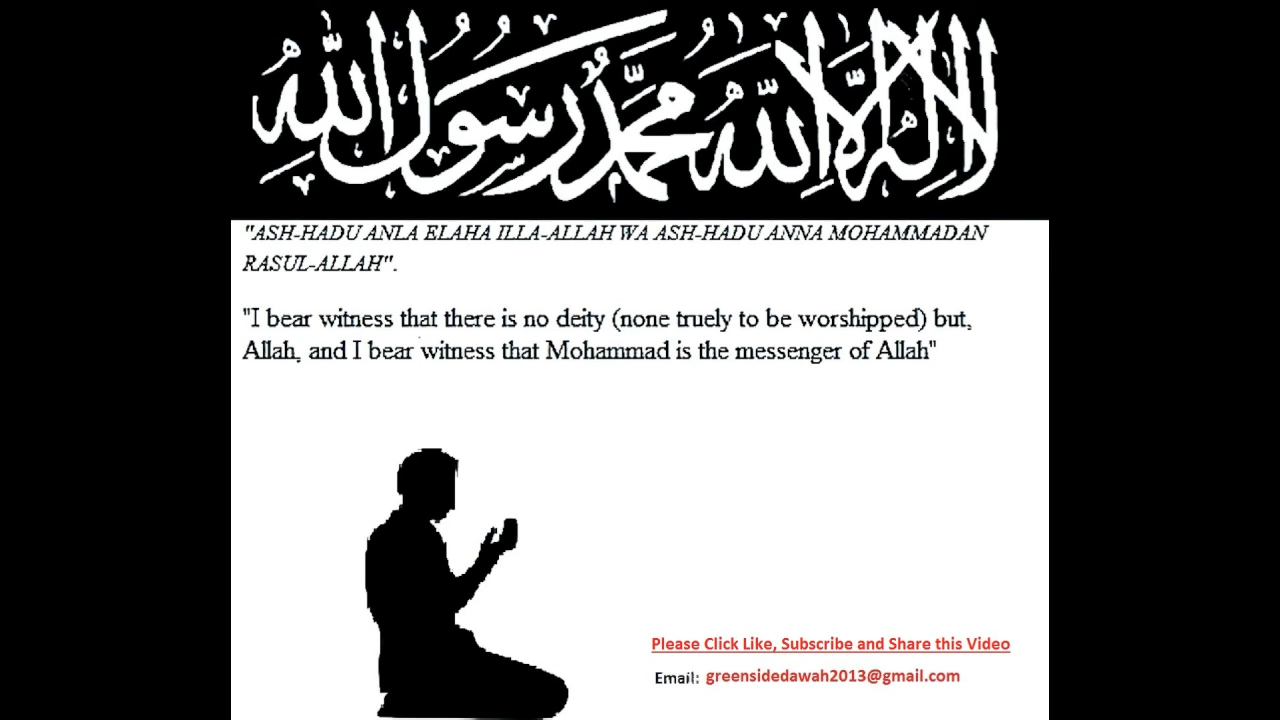 لا إله إلا الله محمد رسول الله
"ASH-HADU ANLA ELAHA ILLA-ALLAH WA ASH-HADU ANNA MOHAMMADAN
RASUL-ALLAH".
"I bear witness that there is no deity (none truely to be worshipped) but,
Allah, and I bear witness that Mohammad is the messenger of Allah"
Please Click Like, Subscribe and Share this Video
Email: greensidedawah2013@gmail.com